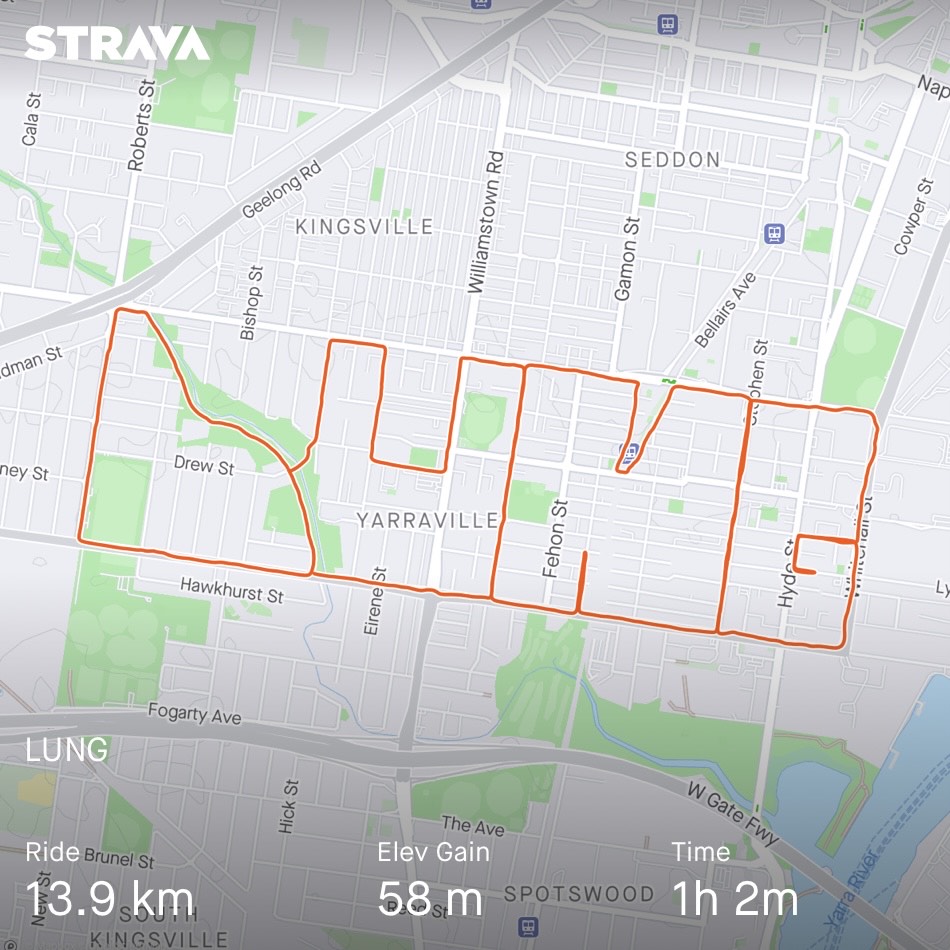 STRAVA
Nap
Cala St
Roberts St
SEDDON
Geelong Rd
Williamstown Rd
Cowper St
KINGSVILLE
Gamon St
Bishop St
Bellairs Ave
dman St
Stephen St
Drew St
ney St
YARRAVILLE
Fehon St
Whitehall St
Hyde St
Hawkhurst St
Eirene St
Ly
Fogarty Ave
LUNG
Hick St
W Gate Fwy
The Ave
Ride
Brunel St
Elev Gain
Time
13.9 km
58 m
SPOTSWOOD
1h 2m
New St
Yarra River
SOUTH
KINGSVILLE